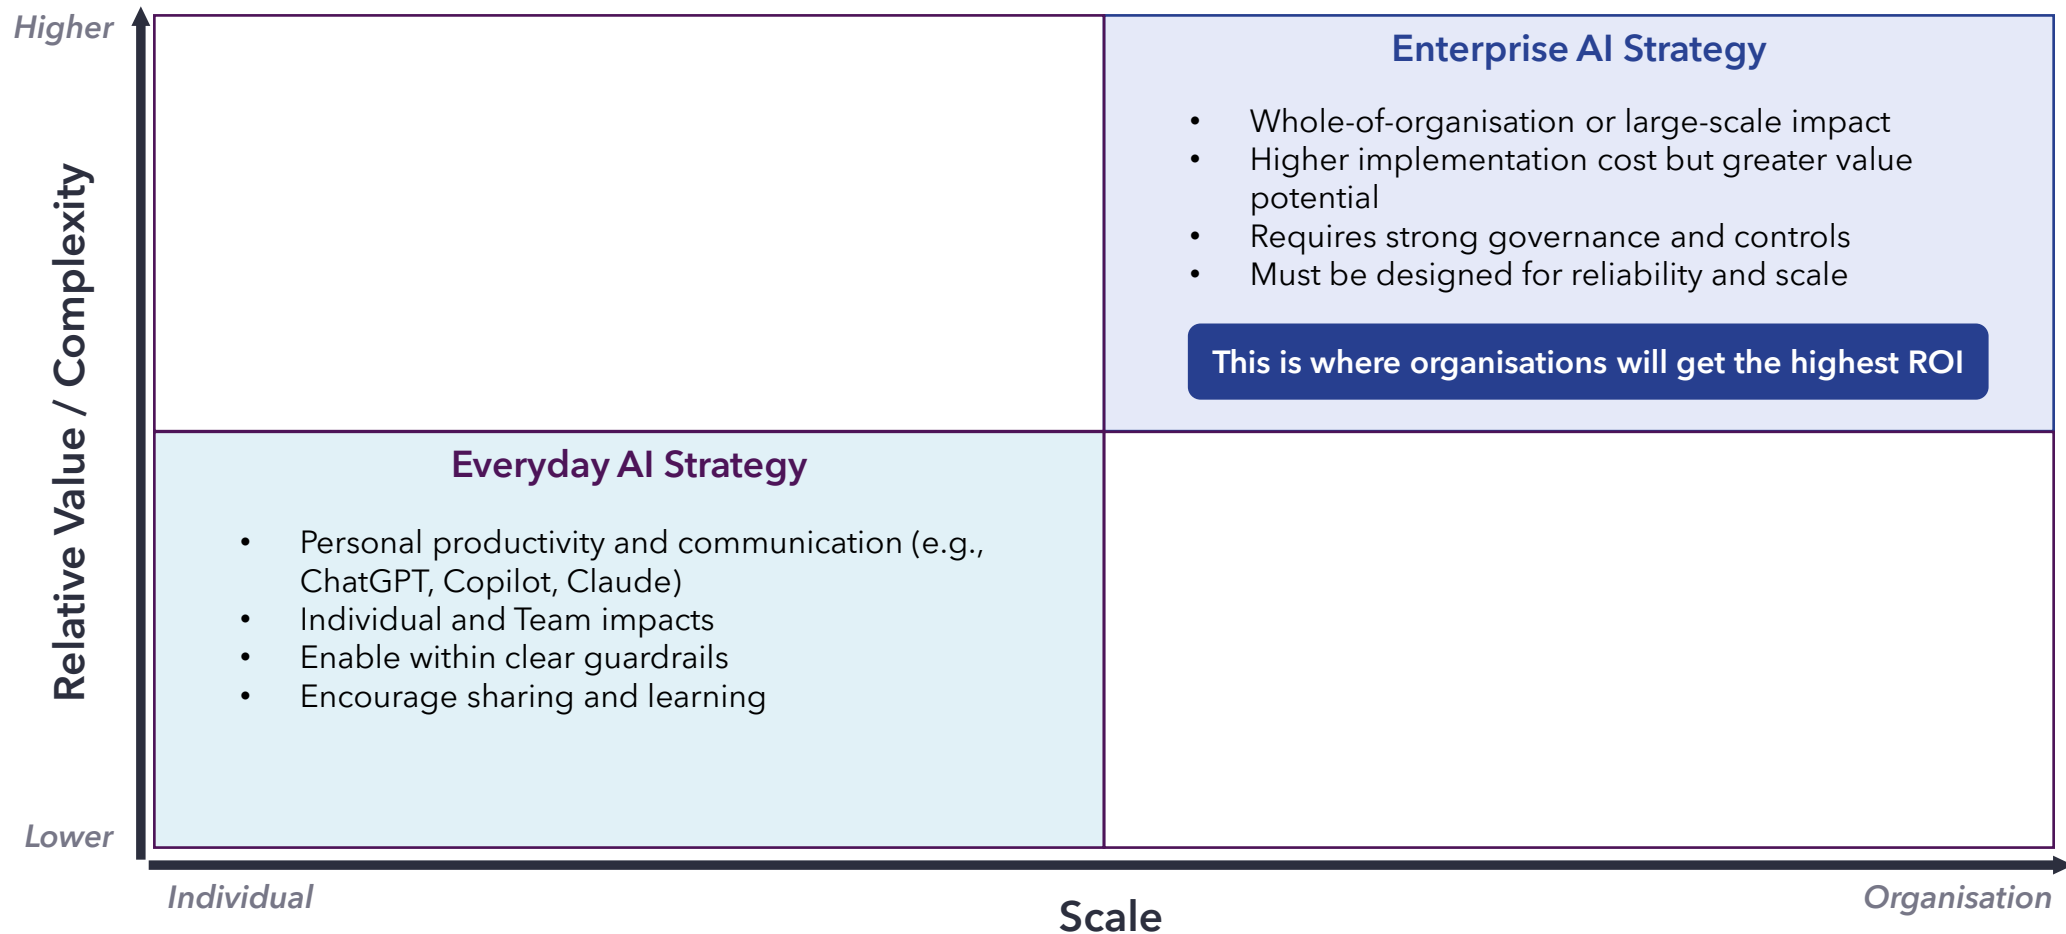 Higher
Enterprise AI Strategy
• Whole-of-organisation or large-scale impact
• Higher implementation cost but greater value
potential
• Requires strong governance and controls
• Must be designed for reliability and scale
This is where organisations will get the highest ROI
Relative Value / Complexity
Everyday AI Strategy
• Personal productivity and communication (e.g.,
ChatGPT, Copilot, Claude)
• Individual and Team impacts
• Enable within clear guardrails
• Encourage sharing and learning
Lower
Individual
Scale
Organisation